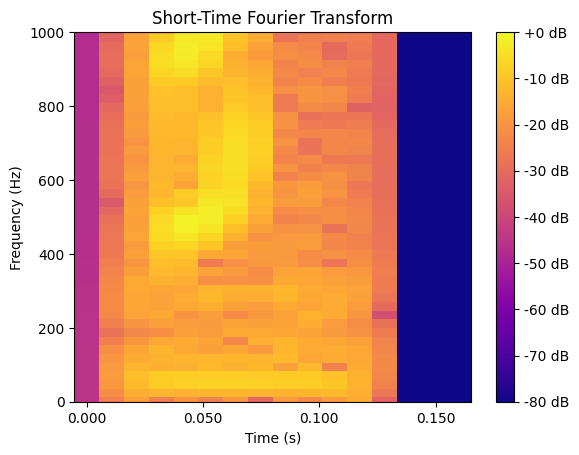 Short-Time Fourier Transform
1000
800
600
400
200
0
Frequency (Hz)
0.000
0.050
0.100
0.150
Time (s)
+0 dB
-10 dB
-20 dB
-30 dB
-40 dB
-50 dB
-60 dB
-70 dB
-80 dB